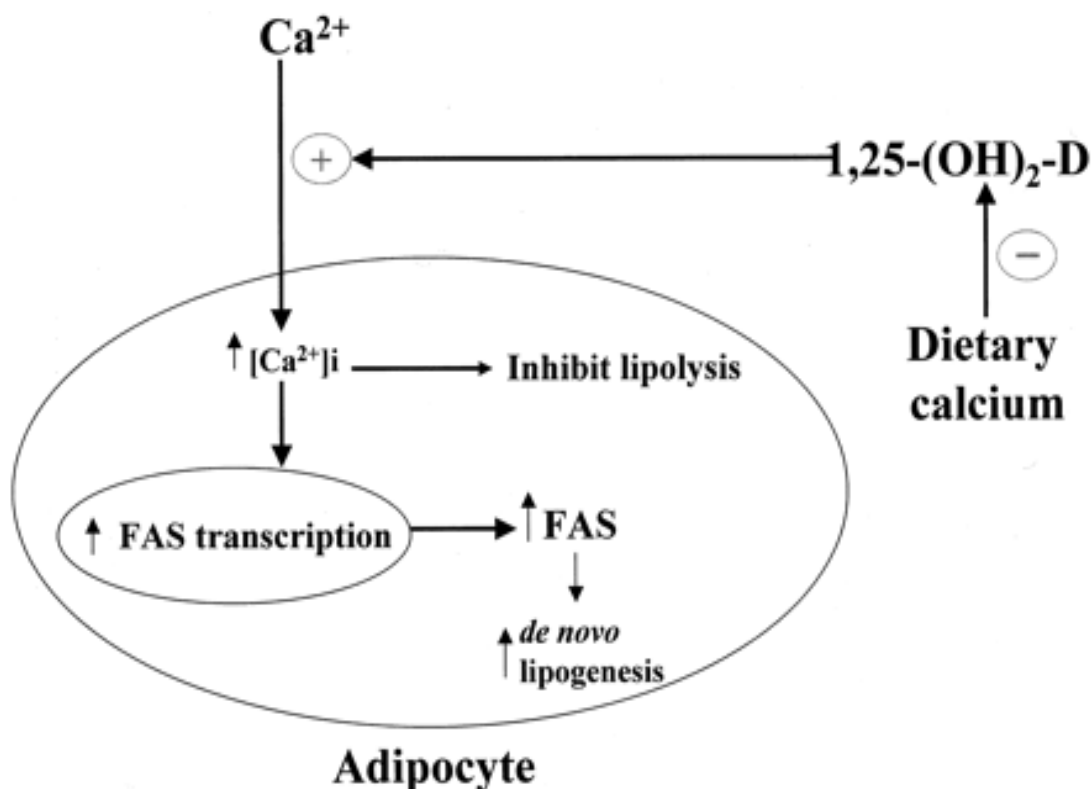 Ca²⁺
+
1,25-(OH)₂-D
−
Dietary
calcium
↑ [Ca²⁺]i
Inhibit lipolysis
↑ FAS transcription
↑ FAS
↑ de novo
lipogenesis
Adipocyte